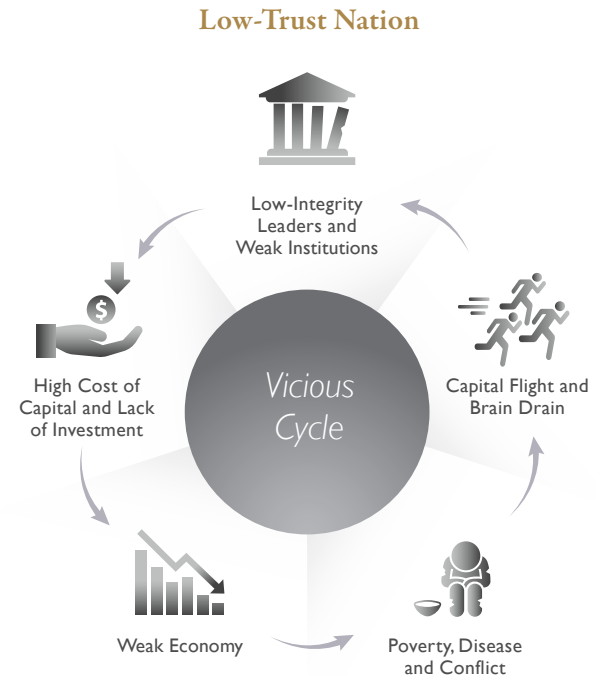 Low-Trust Nation
Low-Integrity
Leaders and
Weak Institutions
$
High Cost of
Capital and Lack
of Investment
Vicious
Cycle
Capital Flight and
Brain Drain
Weak Economy
Poverty, Disease
and Conflict